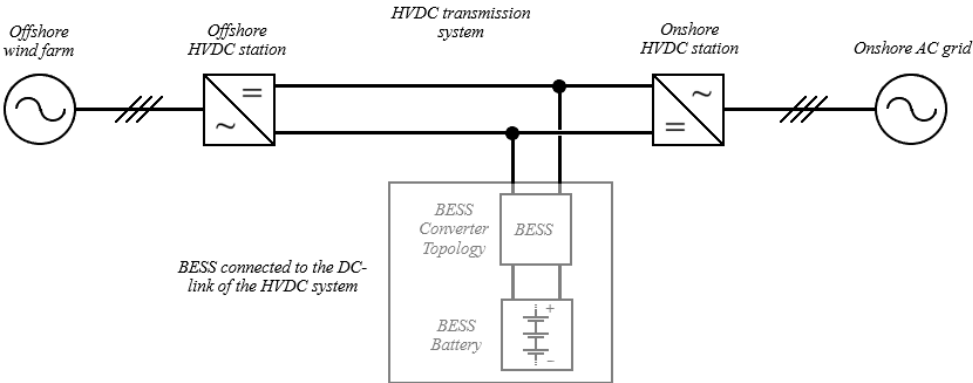 Offshore
wind farm
Offshore
HVDC station
HVDC transmission
system
Onshore
HVDC station
Onshore AC grid
BESS
Converter
Topology
BESS
BESS connected to the DC-
link of the HVDC system
BESS
Battery
+
−